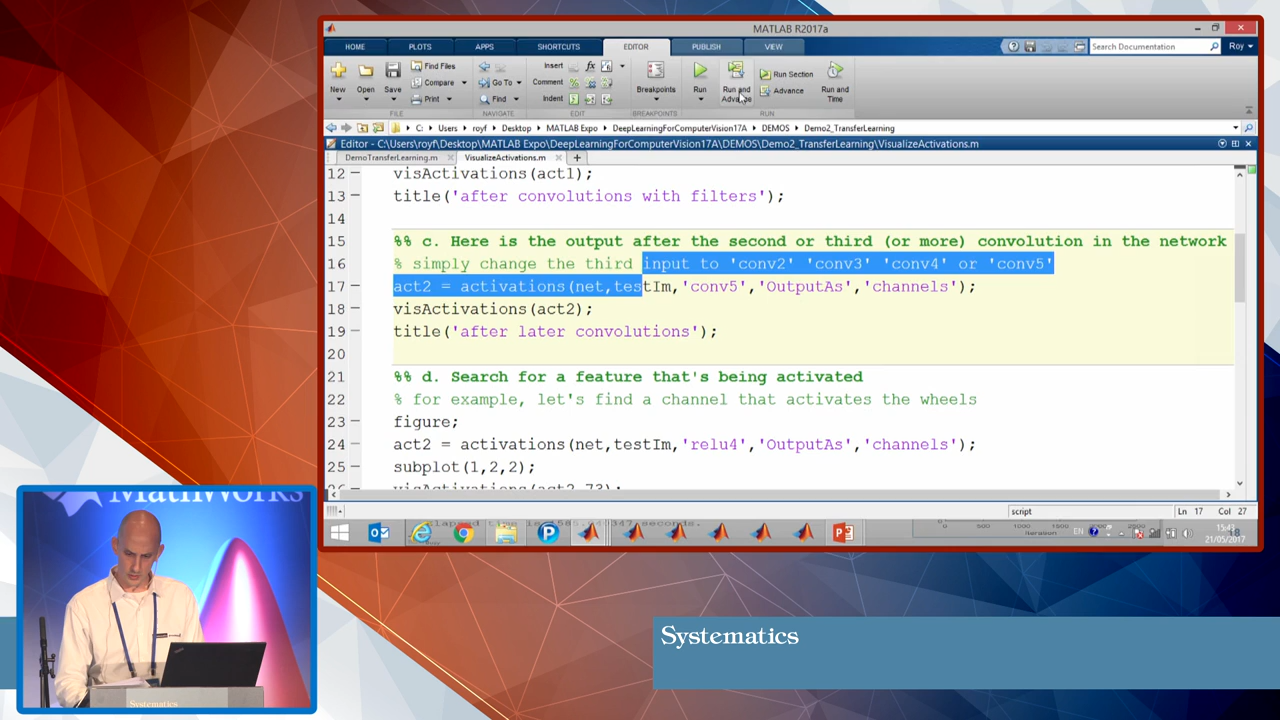 MATLAB R2017a
HOME PLOTS APPS SHORTCUTS EDITOR PUBLISH VIEW Search Documentation Roy
New Open Save Find Files Compare Print Insert Comment Indent Go To Find Breakpoints Run Run and Advance Run Section Advance Run and Time
FILE NAVIGATE EDIT BREAKPOINTS RUN
C: Users royf Desktop MATLAB Expo DeepLearningForComputerVision17A DEMOS Demo2_TransferLearning
Editor - C:\Users\royf\Desktop\MATLAB Expo\DeepLearningForComputerVision17A\DEMOS\Demo2_TransferLearning\VisualizeActivations.m
DemoTransferLearning.m VisualizeActivations.m
12 visActivations(act1);
13 title('after convolutions with filters');
14
15 %% c. Here is the output after the second or third (or more) convolution in the network
16 % simply change the third input to 'conv2' 'conv3' 'conv4' or 'conv5'
17 act2 = activations(net,testIm,'conv5','OutputAs','channels');
18 visActivations(act2);
19 title('after later convolutions');
20
21 %% d. Search for a feature that's being activated
22 % for example, let's find a channel that activates the wheels
23 figure;
24 act2 = activations(net,testIm,'relu4','OutputAs','channels');
25 subplot(1,2,2);
script Ln 17 Col 27
EN
21/05/2017
MathWorks
Systematics
Systematics